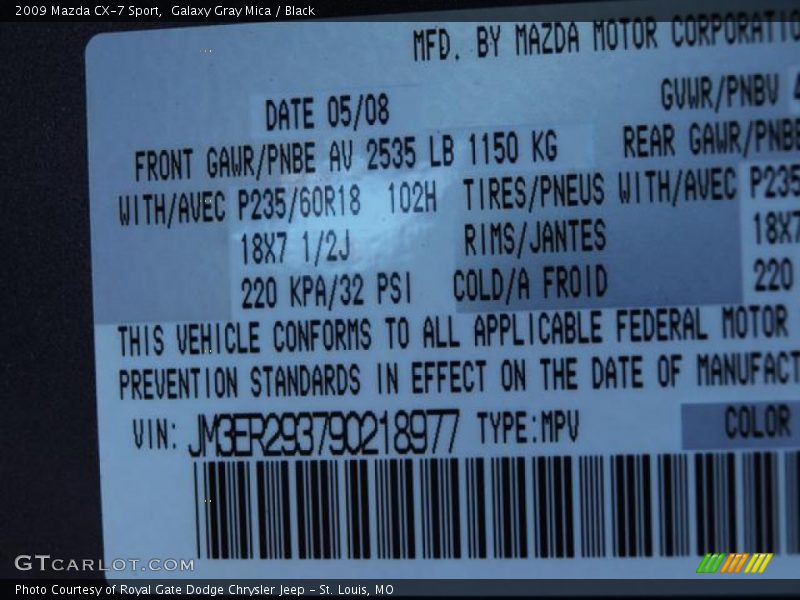 2009 Mazda CX-7 Sport,  Galaxy Gray Mica / Black
MFD. BY MAZDA MOTOR CORPORATIO
DATE 05/08
GVWR/PNBV
FRONT GAWR/PNBE AV 2535 LB 1150 KG
REAR GAWR/PNBE
WITH/AVEC P235/60R18 102H TIRES/PNEUS WITH/AVEC P235
18X7 1/2J RIMS/JANTES 18X7
220 KPA/32 PSI COLD/A FROID 220
THIS VEHICLE CONFORMS TO ALL APPLICABLE FEDERAL MOTOR
PREVENTION STANDARDS IN EFFECT ON THE DATE OF MANUFACT
VIN: JM3ER293790218977 TYPE:MPV COLOR
GTCARLOT.COM
Photo Courtesy of Royal Gate Dodge Chrysler Jeep - St. Louis, MO